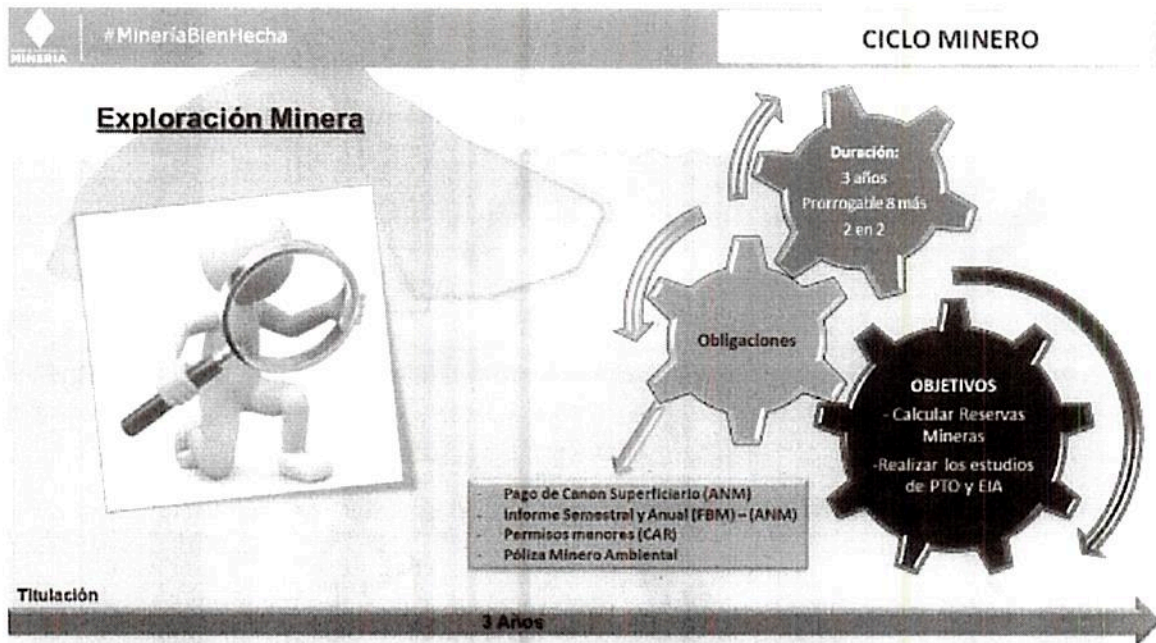 MINERÍA
#MineríaBienHecha
CICLO MINERO
Exploración Minera
Duración:
3 años
Prorrogable 8 más
2 en 2
Obligaciones
OBJETIVOS
- Calcular Reservas
Mineras
-Realizar los estudios
de PTO y EIA
- Pago de Canon Superficiario (ANM)
- Informe Semestral y Anual (FBM) – (ANM)
- Permisos menores (CAR)
- Póliza Minero Ambiental
Titulación
3 Años